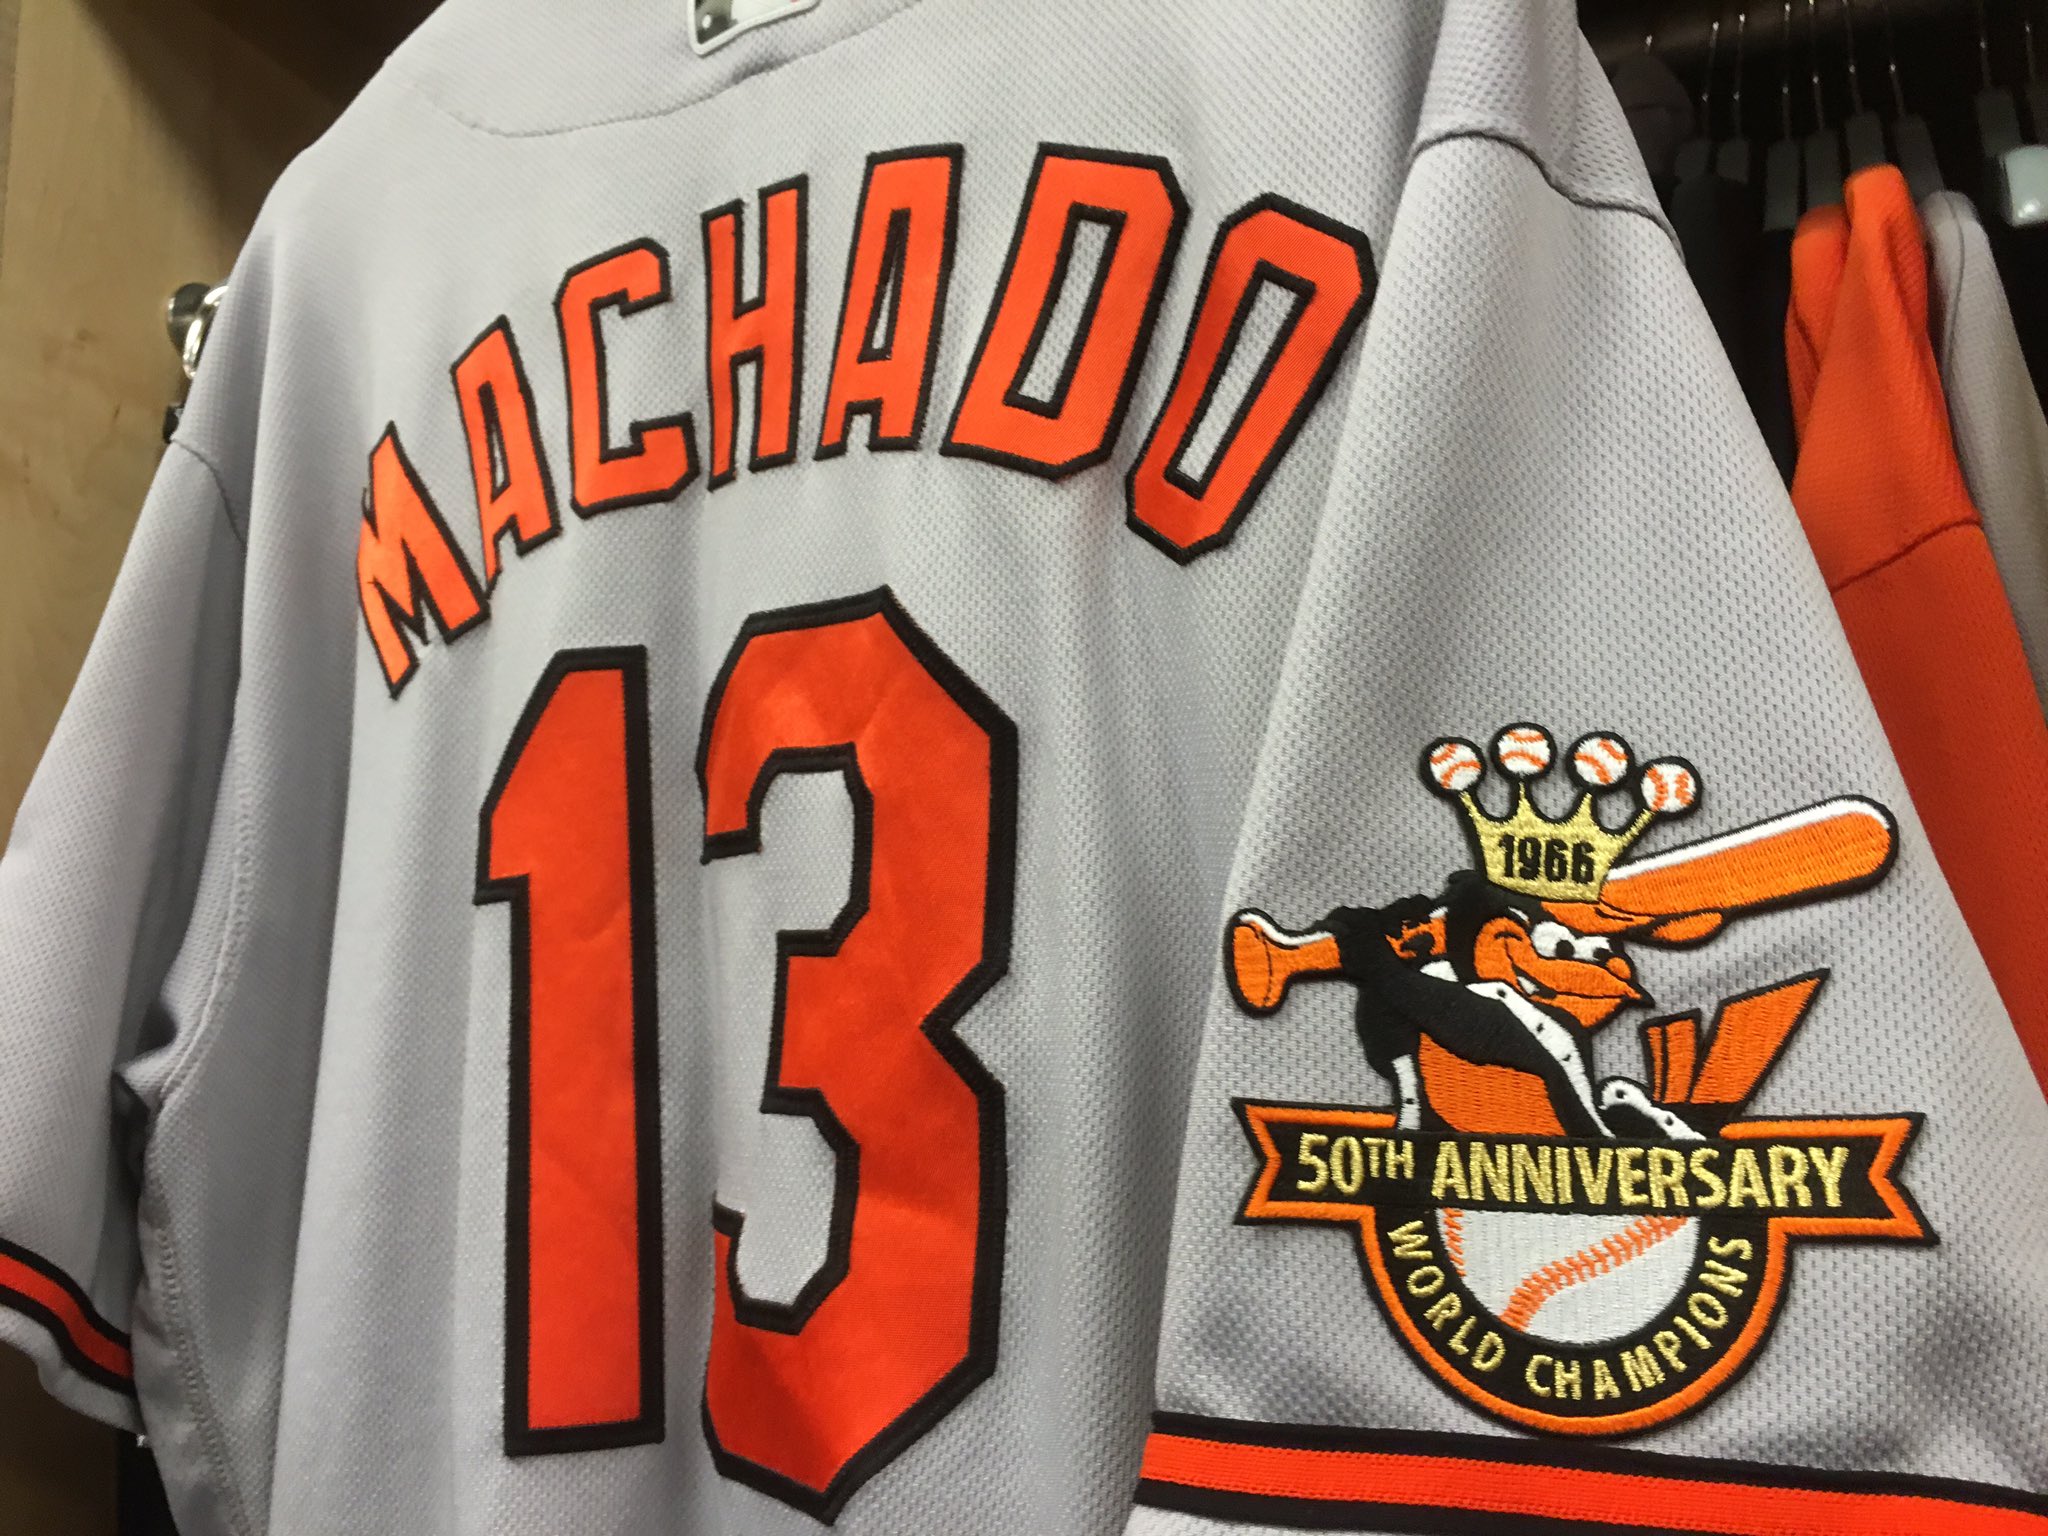 MACHADO
13
1966
50TH ANNIVERSARY
WORLD CHAMPIONS